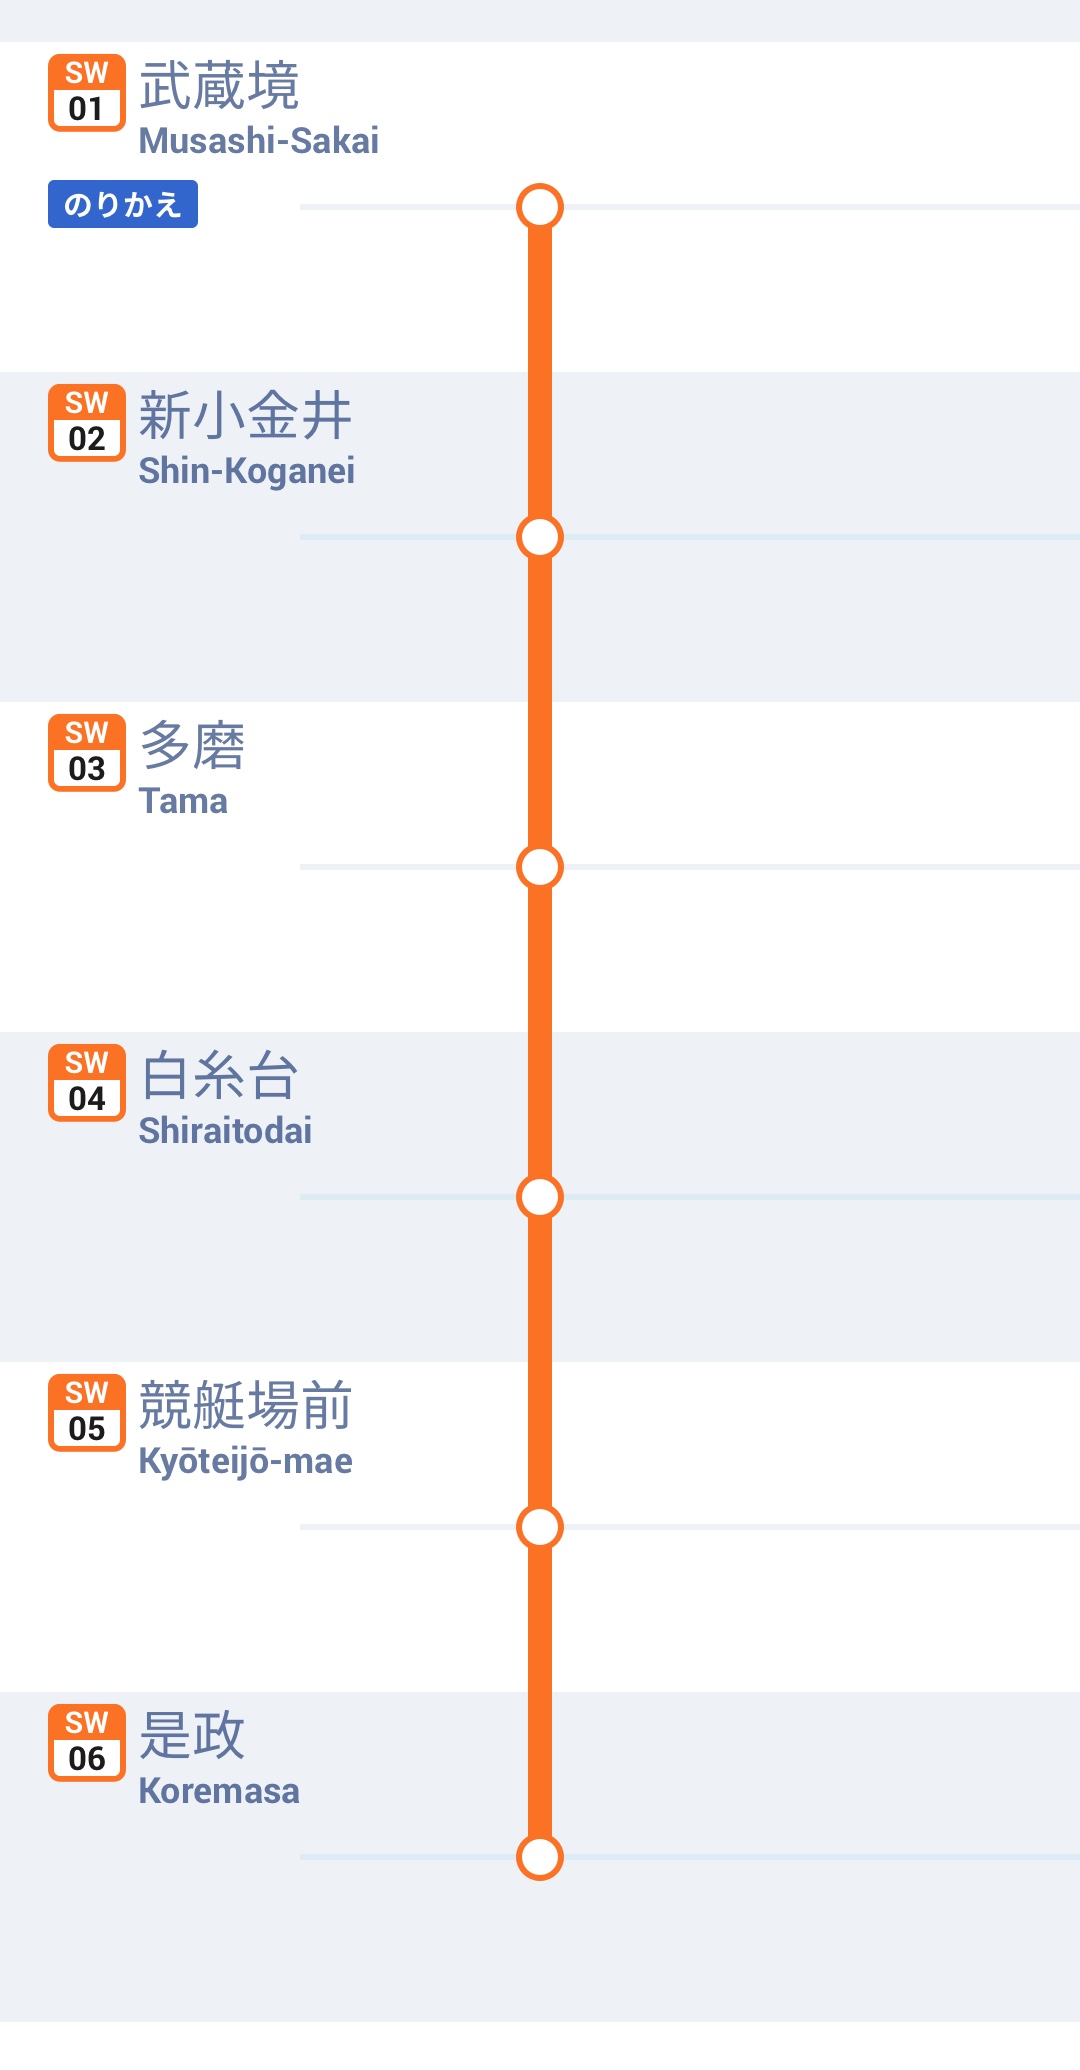 SW
01
武蔵境
Musashi-Sakai
のりかえ
SW
02
新小金井
Shin-Koganei
SW
03
多磨
Tama
SW
04
白糸台
Shiraitodai
SW
05
競艇場前
Kyōteijō-mae
SW
06
是政
Koremasa